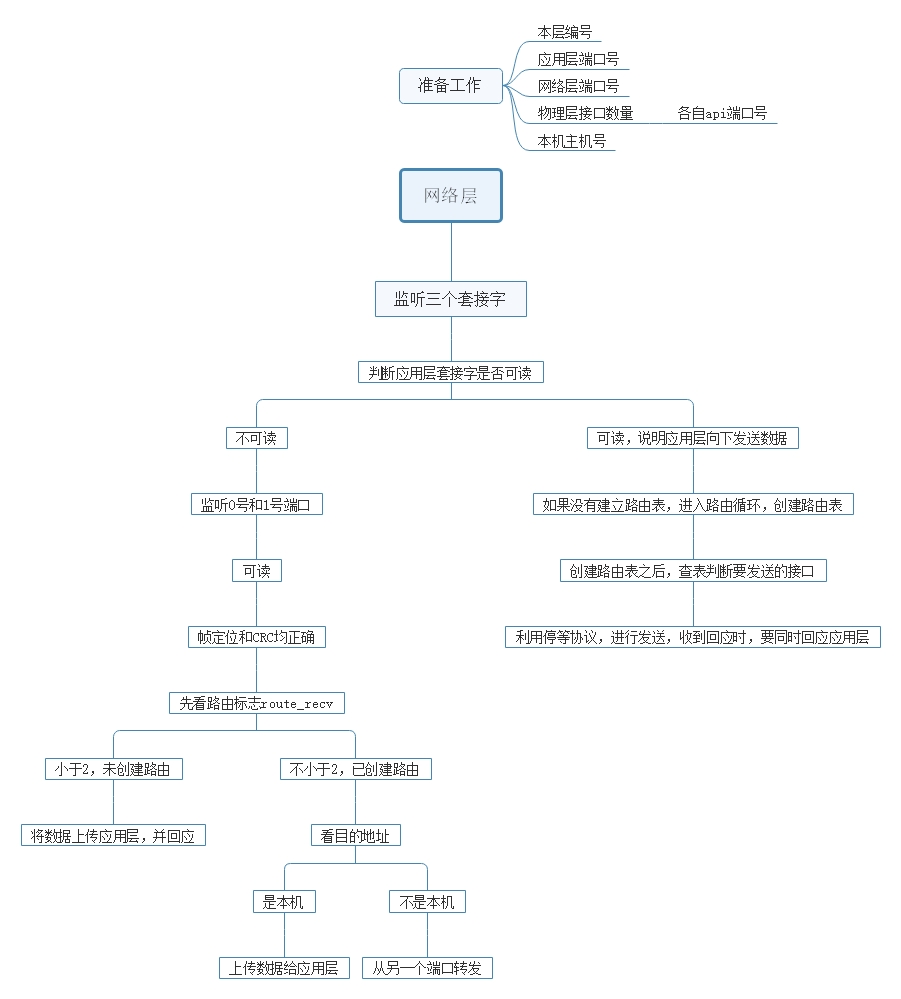 本层编号
应用层端口号
准备工作
网络层端口号
物理层接口数量
各自api端口号
本机主机号
网络层
监听三个套接字
判断应用层套接字是否可读
不可读
可读，说明应用层向下发送数据
监听0号和1号端口
如果没有建立路由表，进入路由循环，创建路由表
可读
创建路由表之后，查表判断要发送的接口
帧定位和CRC均正确
利用停等协议，进行发送，收到回应时，要同时回应应用层
先看路由标志route_recv
小于2，未创建路由
不小于2，已创建路由
将数据上传应用层，并回应
看目的地址
是本机
不是本机
上传数据给应用层
从另一个端口转发